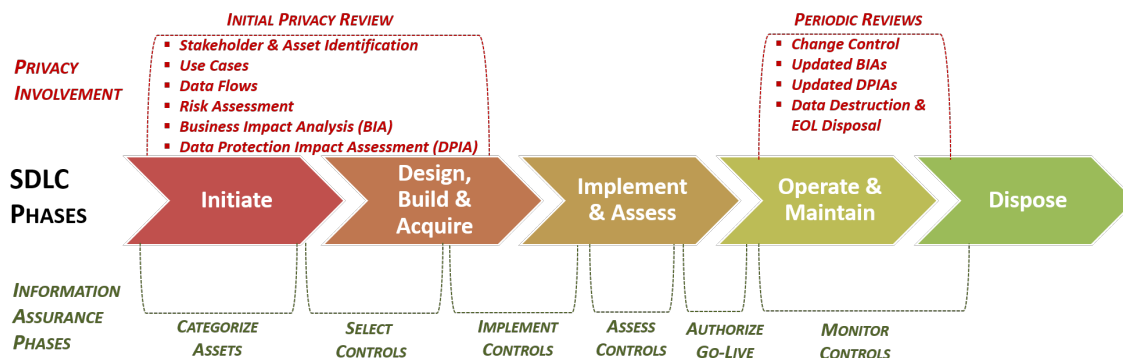 INITIAL PRIVACY REVIEW
▪ Stakeholder & Asset Identification
▪ Use Cases
▪ Data Flows
▪ Risk Assessment
▪ Business Impact Analysis (BIA)
▪ Data Protection Impact Assessment (DPIA)
PERIODIC REVIEWS
▪ Change Control
▪ Updated BIAs
▪ Updated DPIAs
▪ Data Destruction &
EOL Disposal
PRIVACY
INVOLVEMENT
SDLC
PHASES
Initiate
Design,
Build &
Acquire
Implement
& Assess
Operate &
Maintain
Dispose
INFORMATION
ASSURANCE
PHASES
CATEGORIZE
ASSETS
SELECT
CONTROLS
IMPLEMENT
CONTROLS
ASSESS
CONTROLS
AUTHORIZE
GO-LIVE
MONITOR
CONTROLS